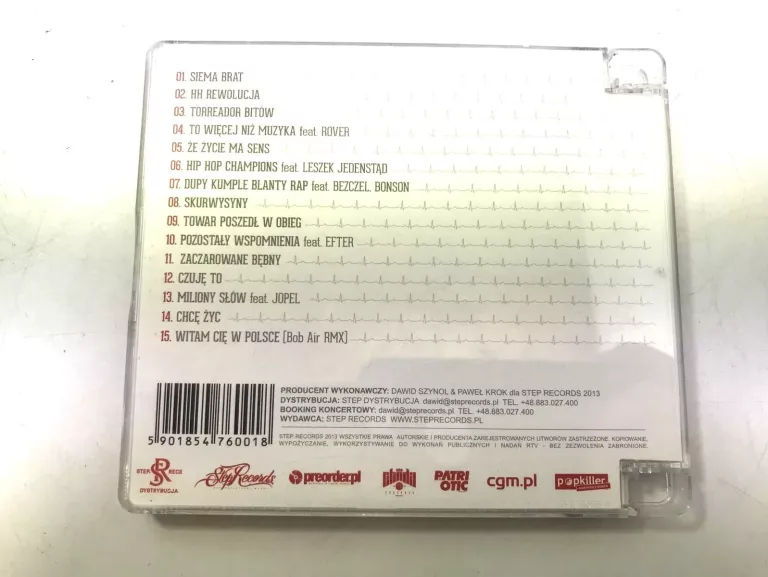 01. SIEMA BRAT
02. HH REWOLUCJA
03. TORREADOR BITÓW
04. TO WIĘCEJ NIŻ MUZYKA feat. ROVER
05. ŻE ŻYCIE MA SENS
06. HIP HOP CHAMPIONS feat. LESZEK JEDENSTĄD
07. DUPY KUMPLE BLANTY RAP feat. BEZCZEL, BONSON
08. SKURWYSYNY
09. TOWAR POSZEDŁ W OBIEG
10. POZOSTAŁY WSPOMNIENIA feat. EFTER
11. ZACZAROWANE BĘBNY
12. CZUJĘ TO
13. MILIONY SŁÓW feat. JOPEL
14. CHCĘ ŻYC
15. WITAM CIĘ W POLSCE [Bob Air RMX]
PRODUCENT WYKONAWCZY: DAWID SZYNOL & PAWEŁ KROK dla STEP RECORDS 2013
DYSTRYBUCJA: STEP DYSTRYBUCJA dawid@steprecords.pl TEL. +48.883.027.400
BOOKING KONCERTOWY: dawid@steprecords.pl TEL. +48.883.027.400
WYDAWCA: STEP RECORDS WWW.STEPRECORDS.PL
5 901854 760018
STEP RECORDS 2013 WSZYSTKIE PRAWA AUTORSKIE I PRODUCENTA ZAREJESTROWANYCH UTWORÓW ZASTRZEŻONE. KOPIOWANIE,
WYPOŻYCZANIE, WYKORZYSTYWANIE DO WYKONAŃ PUBLICZNYCH I NADAŃ RTV - BEZ ZEZWOLENIA ZABRONIONE.
STEP SR RECS
DYSTRYBUCJA
Step Records
preorder.pl
PATRI
OTIC
cgm.pl
popkiller